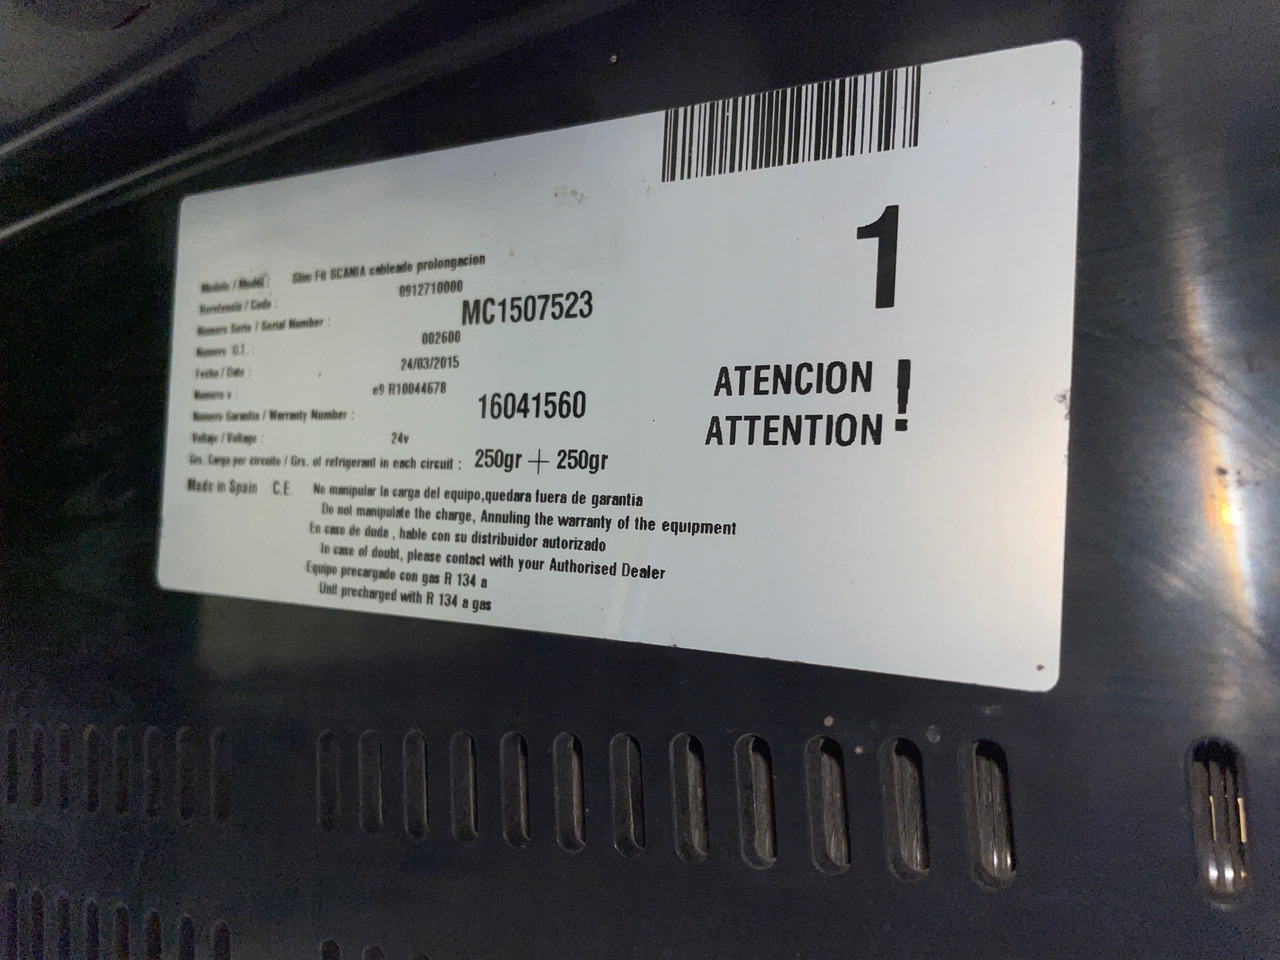 Modelo / Model : Slim Fit SCANIA cableado prolongacion
Rererencia / Code : 0912710000
Numero Serie / Serial Number : MC1507523
Numero O.T. : 002600
Fecha / Date : 24/03/2015
Numero e : e9 R10044678
Numero Garantia / Warranty Number : 16041560
Voltaje / Voltage : 24v
Grs. Carga por circuito / Grs. of refrigerant in each circuit : 250gr + 250gr
Made in Spain C.E. No manipular la carga del equipo,quedara fuera de garantia
Do not manipulate the charge, Annuling the warranty of the equipment
En caso de duda , hable con su distribuidor autorizado
In case of doubt, please contact with your Authorised Dealer
Equipo precargado con gas R 134 a
Unit precharged with R 134 a gas
1
ATENCION
ATTENTION !